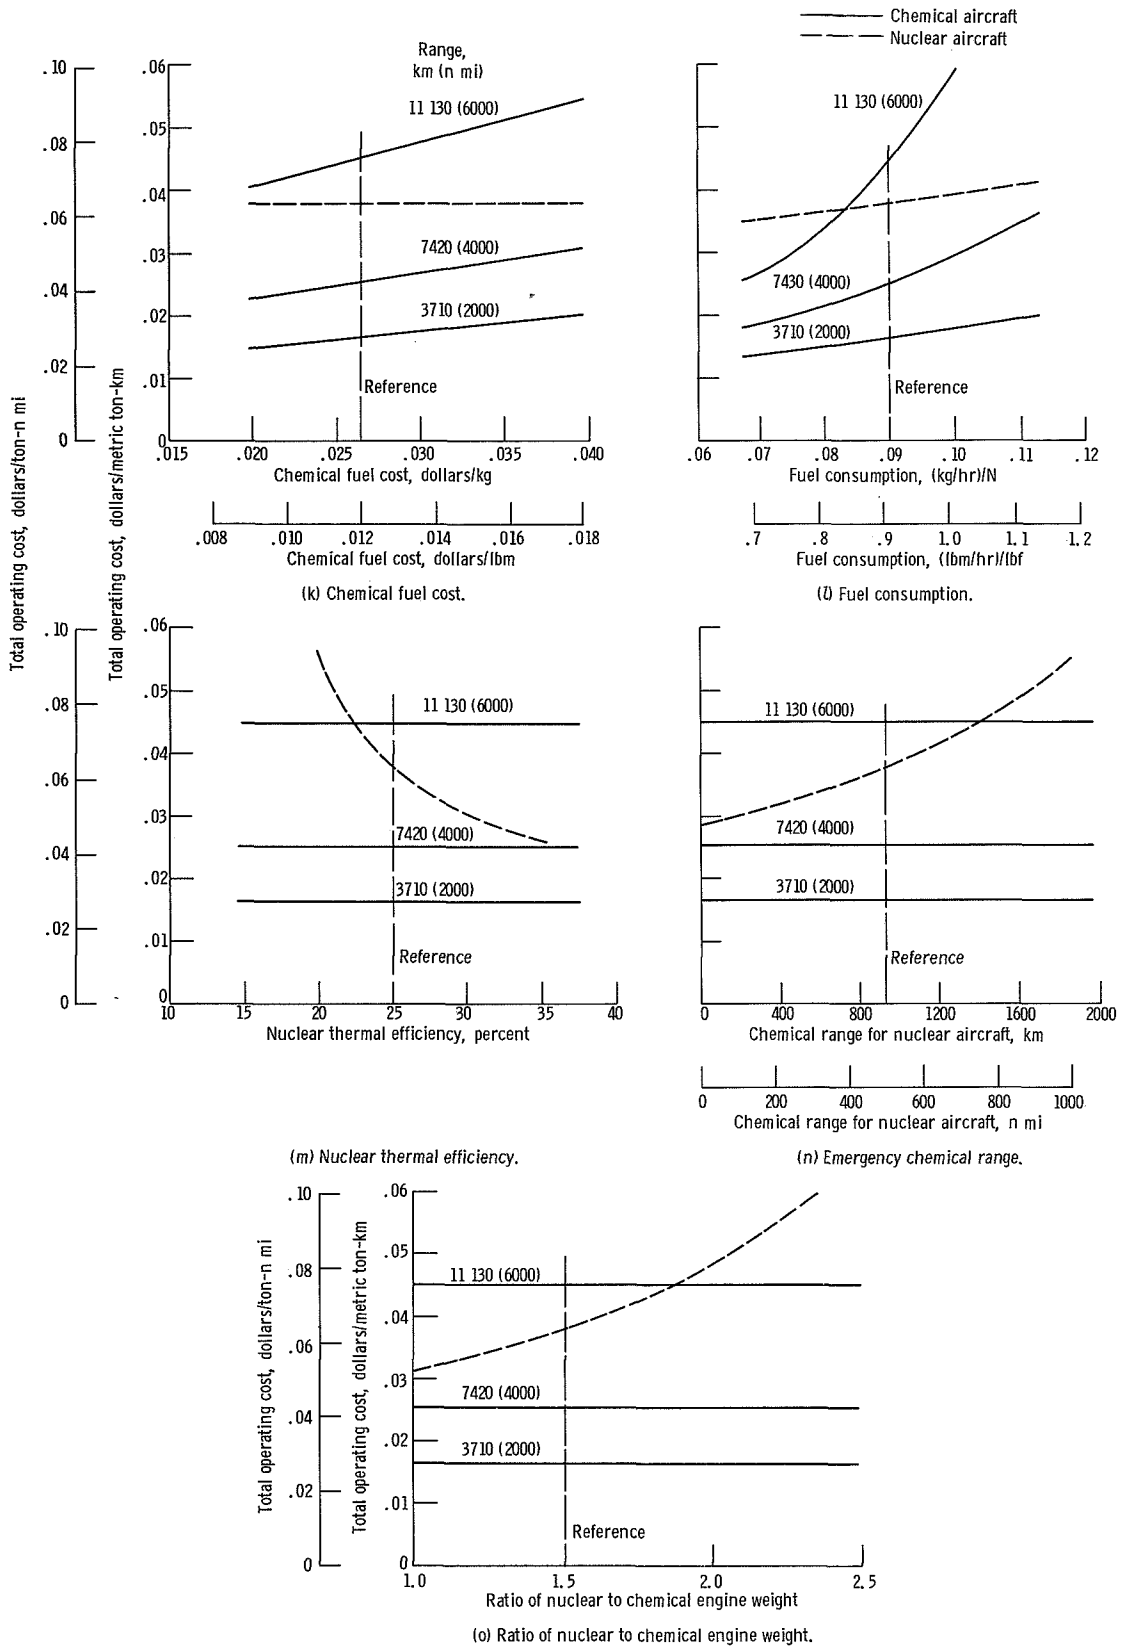 Chemical aircraft
Nuclear aircraft
Total operating cost, dollars/ton-n mi
Total operating cost, dollars/metric ton-km
.10
.08
.06
.04
.02
0
.06
.05
.04
.03
.02
.01
0
Range,
km (n mi)
11 130 (6000)
7420 (4000)
3710 (2000)
Reference
.015 .020 .025 .030 .035 .040
Chemical fuel cost, dollars/kg
.008 .010 .012 .014 .016 .018
Chemical fuel cost, dollars/lbm
(k) Chemical fuel cost.
11 130 (6000)
7430 (4000)
3710 (2000)
Reference
.06 .07 .08 .09 .10 .11 .12
Fuel consumption, (kg/hr)/N
.7 .8 .9 1.0 1.1 1.2
Fuel consumption, (lbm/hr)/lbf
(l) Fuel consumption.
.10
.08
.06
.04
.02
0
.06
.05
.04
.03
.02
.01
0
11 130 (6000)
7420 (4000)
3710 (2000)
Reference
10 15 20 25 30 35 40
Nuclear thermal efficiency, percent
(m) Nuclear thermal efficiency.
11 130 (6000)
7420 (4000)
3710 (2000)
Reference
0 400 800 1200 1600 2000
Chemical range for nuclear aircraft, km
0 200 400 600 800 1000
Chemical range for nuclear aircraft, n mi
(n) Emergency chemical range.
Total operating cost, dollars/ton-n mi
Total operating cost, dollars/metric ton-km
.10
.08
.06
.04
.02
0
.06
.05
.04
.03
.02
.01
0
11 130 (6000)
7420 (4000)
3710 (2000)
Reference
1.0 1.5 2.0 2.5
Ratio of nuclear to chemical engine weight
(o) Ratio of nuclear to chemical engine weight.